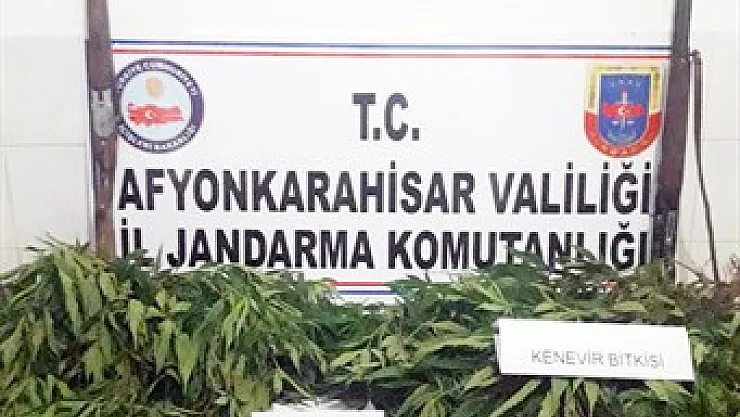 T.C.
AFYONKARAHİSAR VALİLİĞİ
İL JANDARMA KOMUTANLIĞI
KENEVİR BİTKİSİ